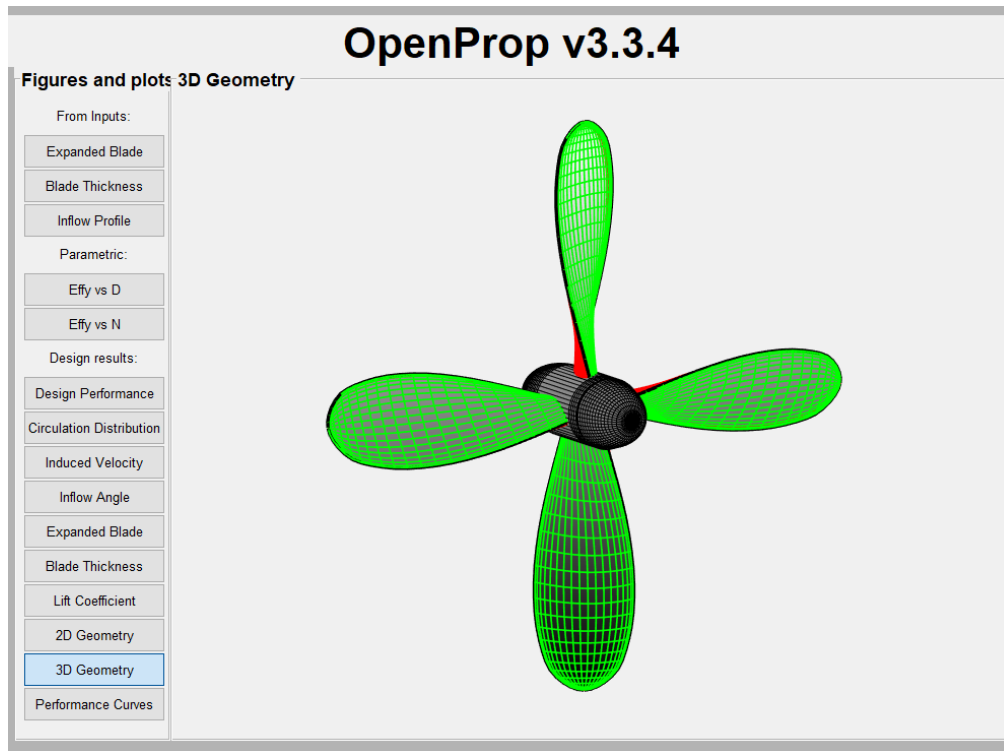 OpenProp v3.3.4
Figures and plots
3D Geometry
From Inputs:
Expanded Blade
Blade Thickness
Inflow Profile
Parametric:
Effy vs D
Effy vs N
Design results:
Design Performance
Circulation Distribution
Induced Velocity
Inflow Angle
Expanded Blade
Blade Thickness
Lift Coefficient
2D Geometry
3D Geometry
Performance Curves